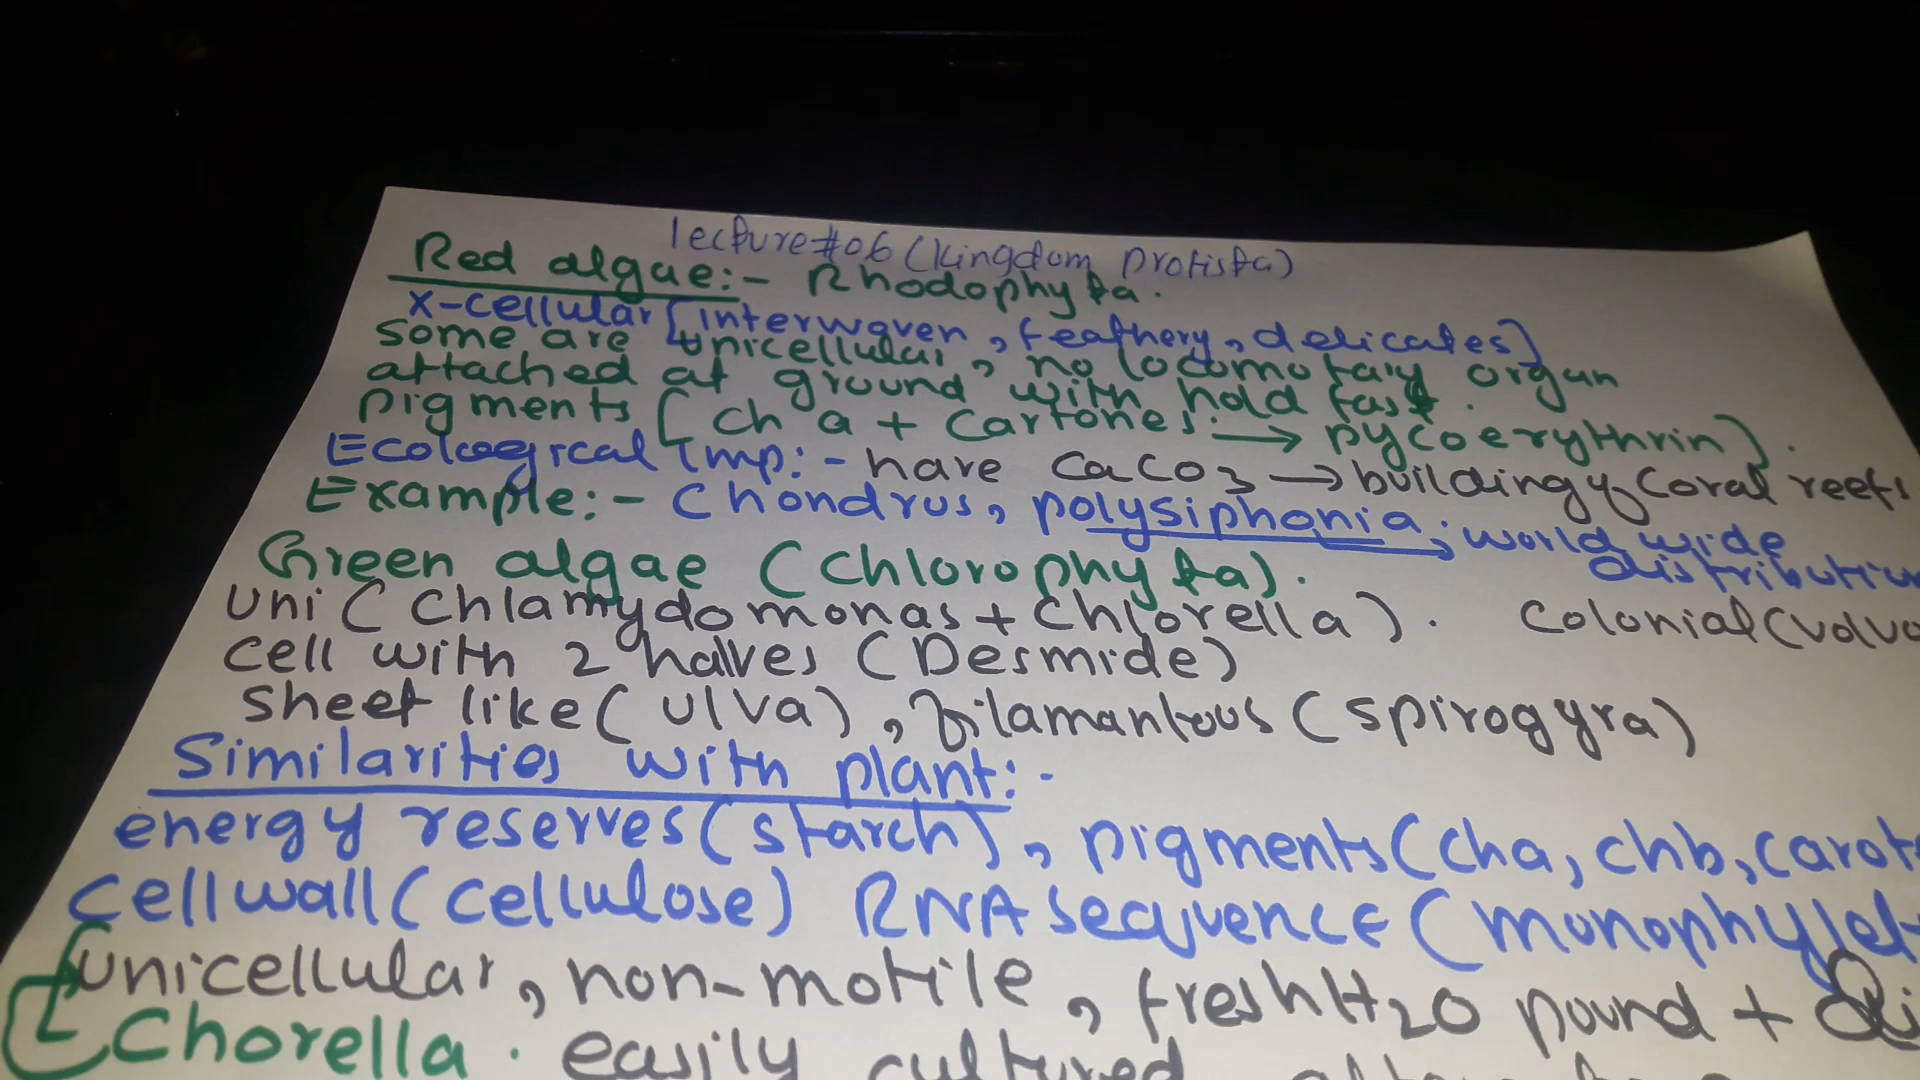 lecture#06 (kingdom protista)
Red algae:- Rhodophyta.
x-cellular [interwoven, feathery, delicates]
some are unicellular, no locomotary organ
attached at ground with hold fast.
pigments [ch a + cartones. → pycoerythrin].
Ecological Imp:- have CaCO3 → building of Coral reefs
Example:- Chondrus, polysiphonia; world wide
distribution
Green algae (chlorophyta).
Uni (Chlamydomonas + Chlorella). Colonial (Volvo
Cell with 2 halves (Desmide)
Sheet like (Ulva), filamantous (spirogyra)
Similarities with plant:-
energy reserves (starch), pigments (cha, chb, carot
Cell wall (cellulose) RNA sequence (monophylet
unicellular, non-motile, fresh H2O pound +
Chorella. easily cultured